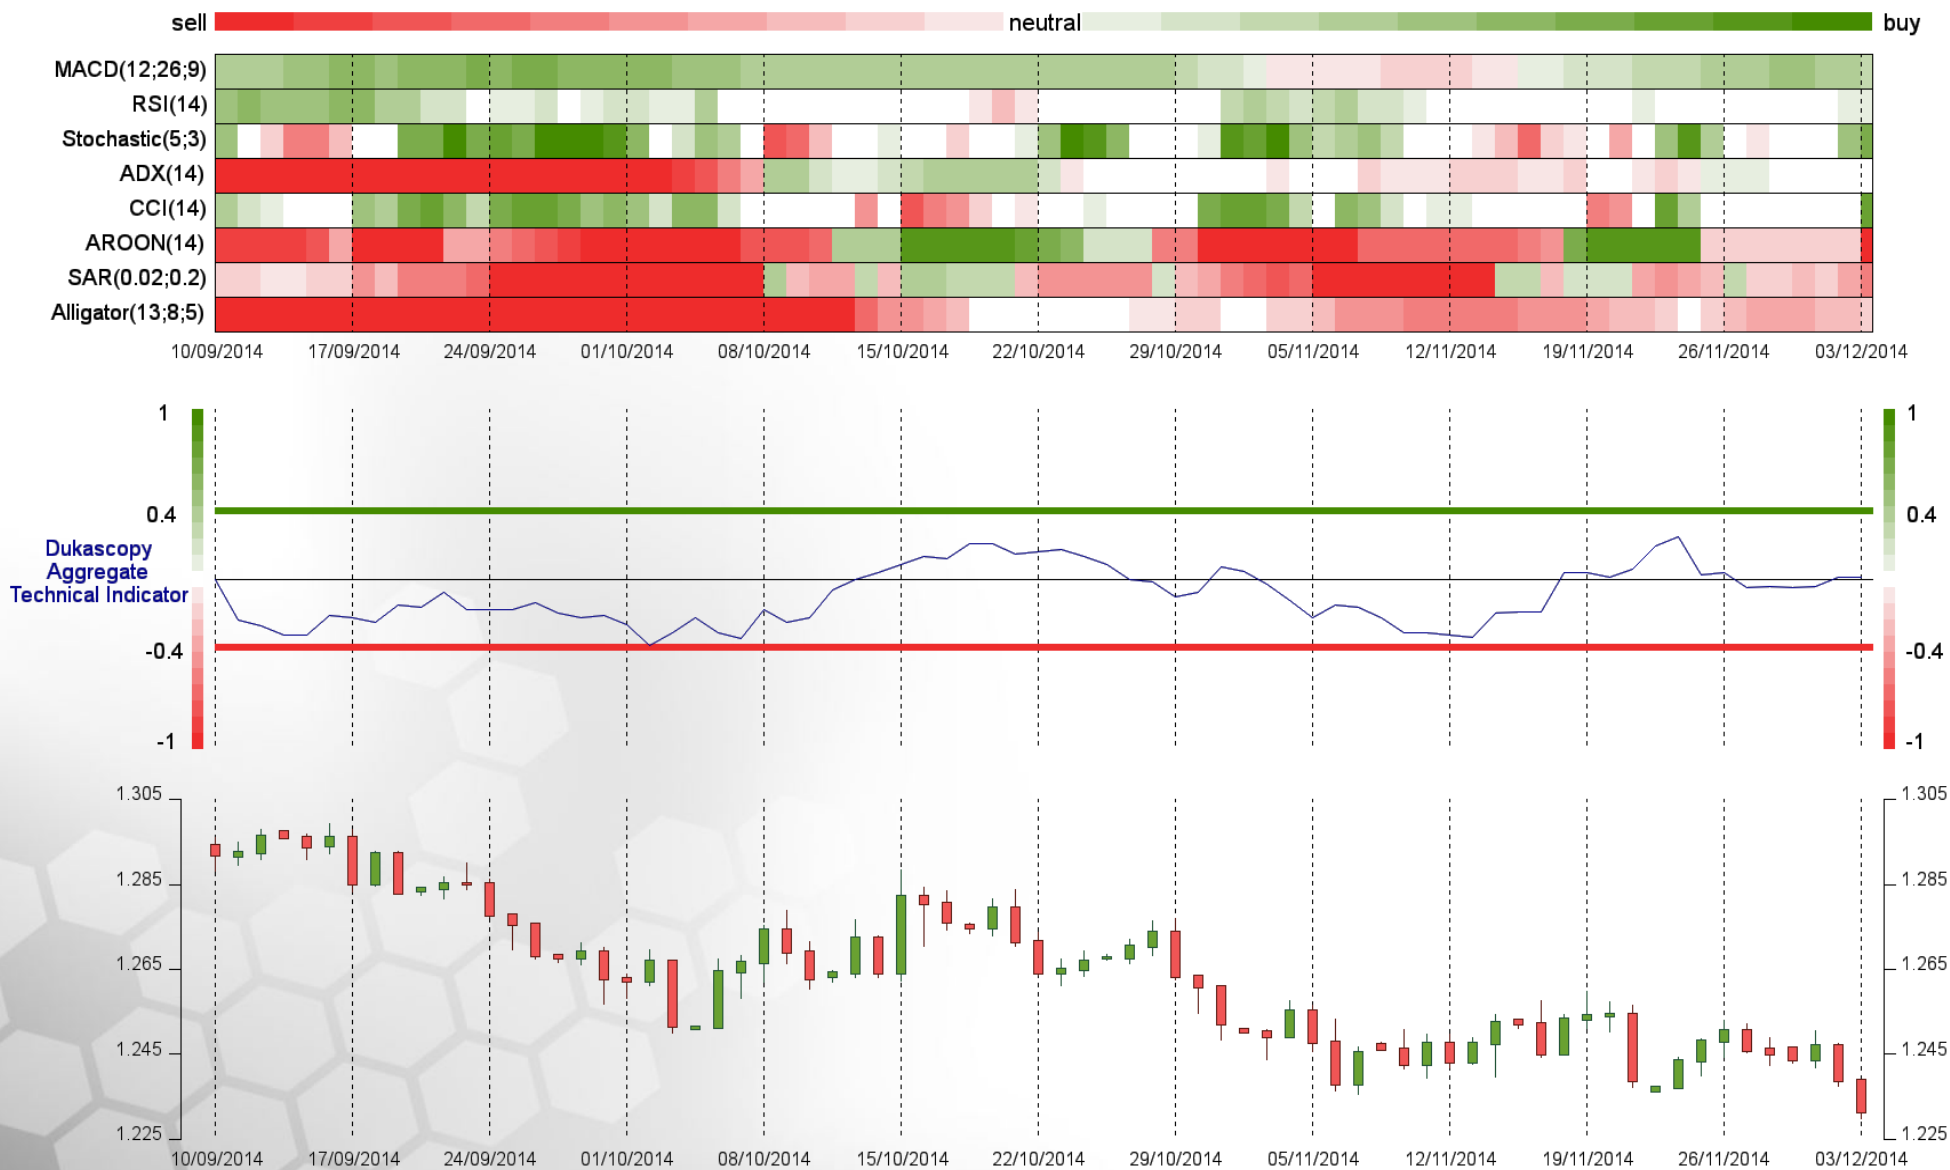 sell neutral buy
MACD(12;26;9)
RSI(14)
Stochastic(5;3)
ADX(14)
CCI(14)
AROON(14)
SAR(0.02;0.2)
Alligator(13;8;5)
10/09/2014 17/09/2014 24/09/2014 01/10/2014 08/10/2014 15/10/2014 22/10/2014 29/10/2014 05/11/2014 12/11/2014 19/11/2014 26/11/2014 03/12/2014
1 1
0.4 0.4
Dukascopy
Aggregate
Technical Indicator
-0.4 -0.4
-1 -1
1.305 1.305
1.285 1.285
1.265 1.265
1.245 1.245
1.225 1.225
10/09/2014 17/09/2014 24/09/2014 01/10/2014 08/10/2014 15/10/2014 22/10/2014 29/10/2014 05/11/2014 12/11/2014 19/11/2014 26/11/2014 03/12/2014